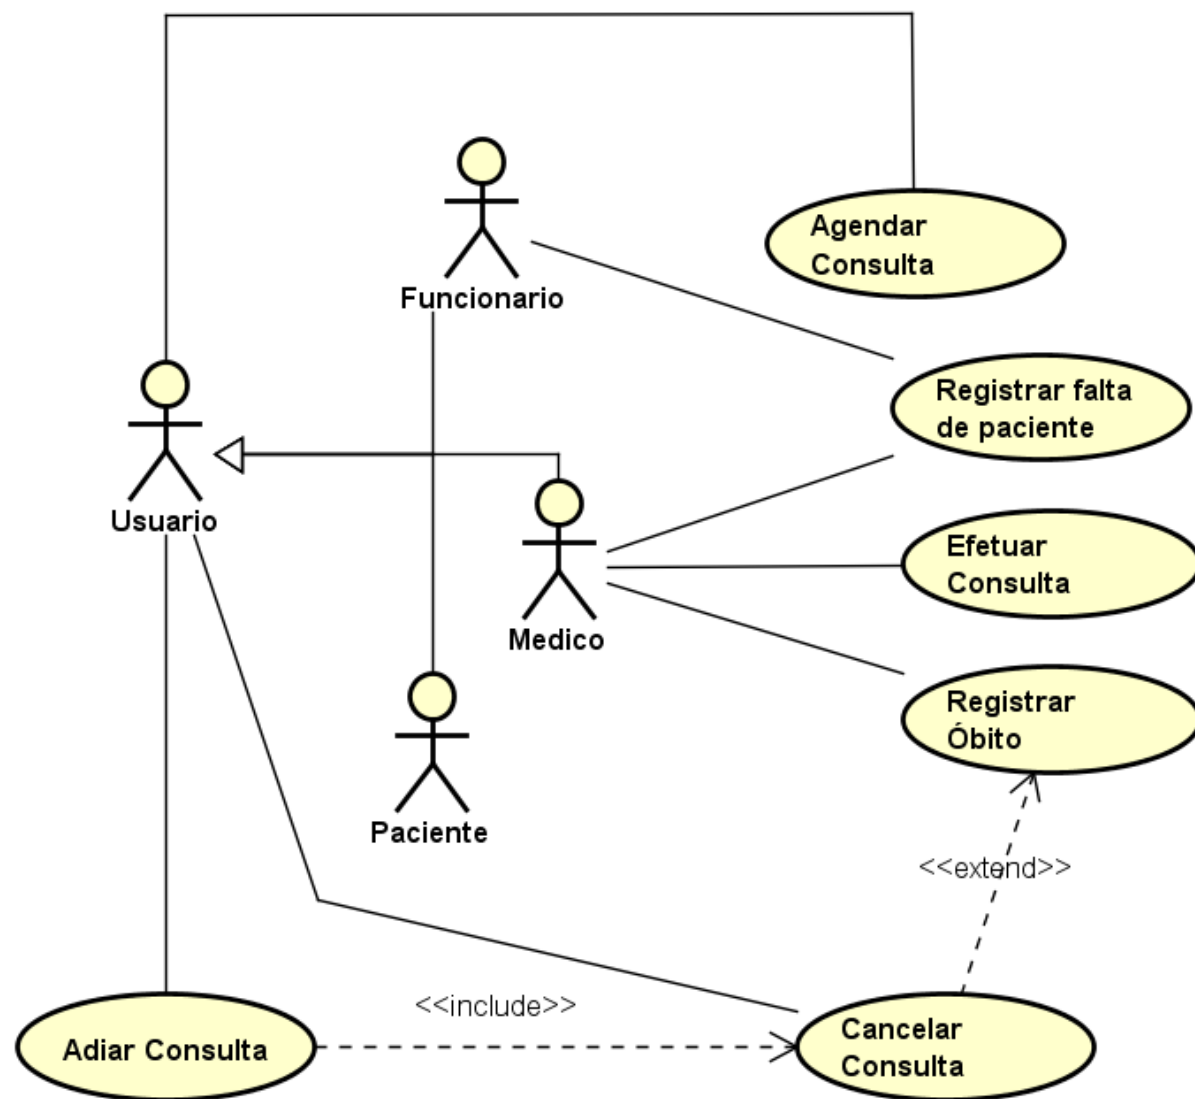 Agendar
Consulta
Funcionario
Registrar falta
de paciente
Usuario
Efetuar
Consulta
Medico
Registrar
Óbito
Paciente
<<extend>>
<<include>>
Adiar Consulta
Cancelar
Consulta